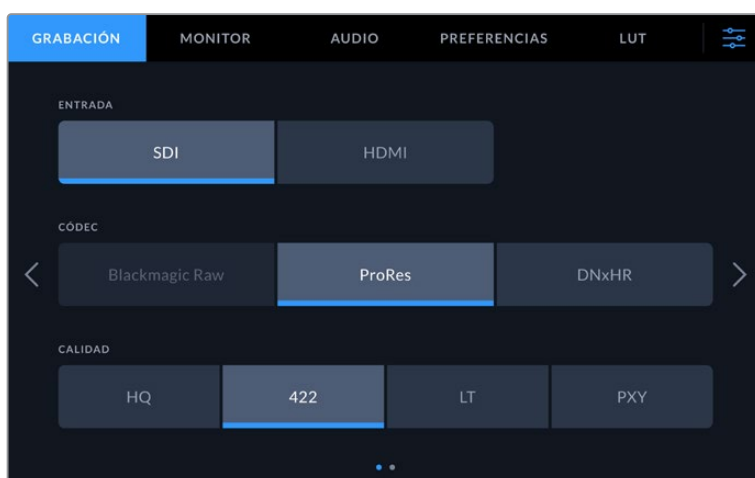 GRABACIÓN MONITOR AUDIO PREFERENCIAS LUT
ENTRADA
SDI HDMI
CÓDEC
Blackmagic Raw ProRes DNxHR
CALIDAD
HQ 422 LT PXY